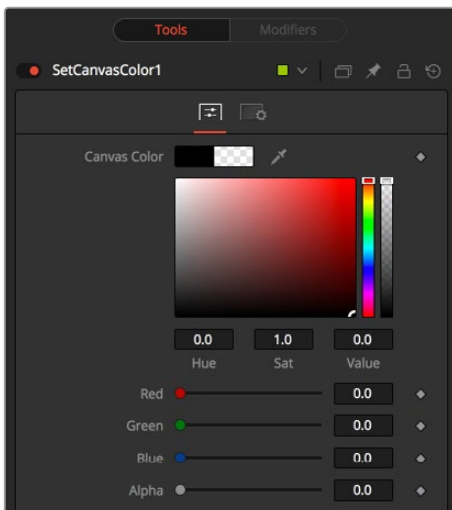 Tools Modifiers
SetCanvasColor1
Canvas Color
0.0 1.0 0.0
Hue Sat Value
Red 0.0
Green 0.0
Blue 0.0
Alpha 0.0